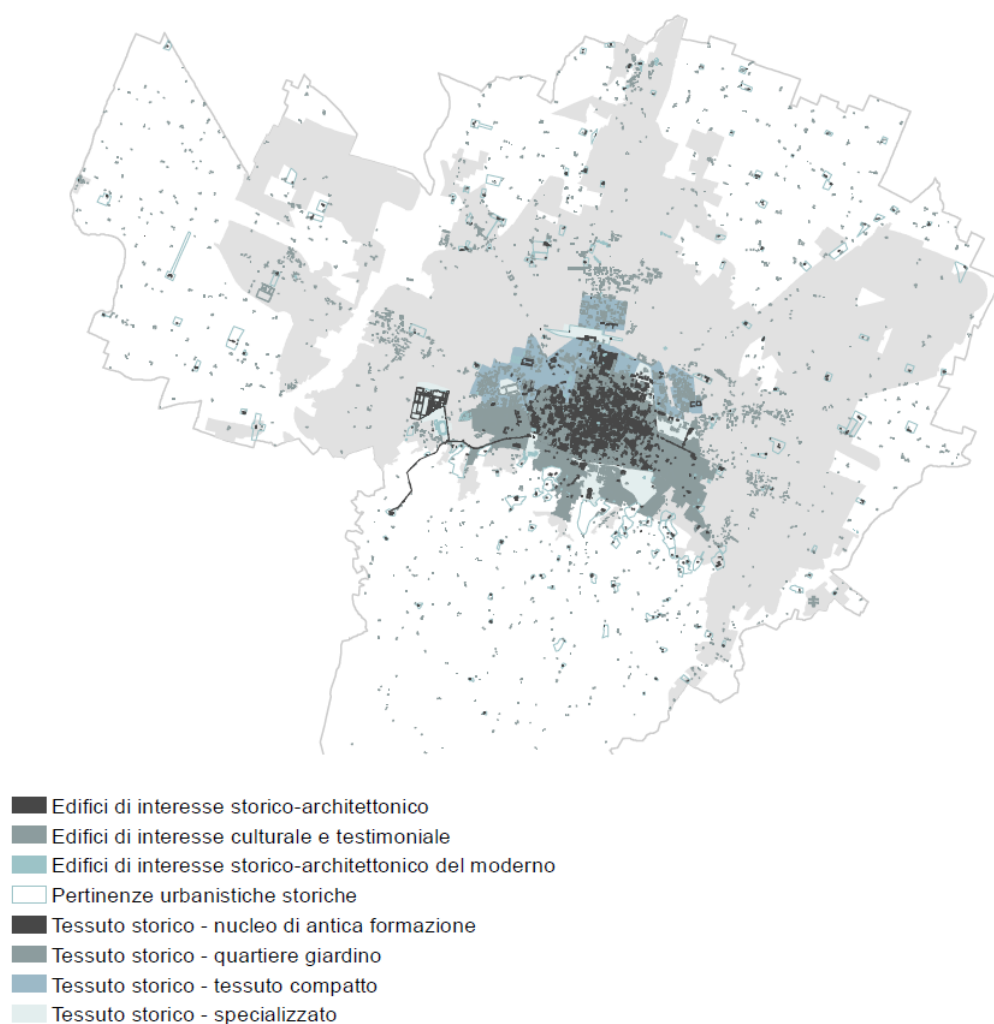 Edifici di interesse storico-architettonico
Edifici di interesse culturale e testimoniale
Edifici di interesse storico-architettonico del moderno
Pertinenze urbanistiche storiche
Tessuto storico - nucleo di antica formazione
Tessuto storico - quartiere giardino
Tessuto storico - tessuto compatto
Tessuto storico - specializzato